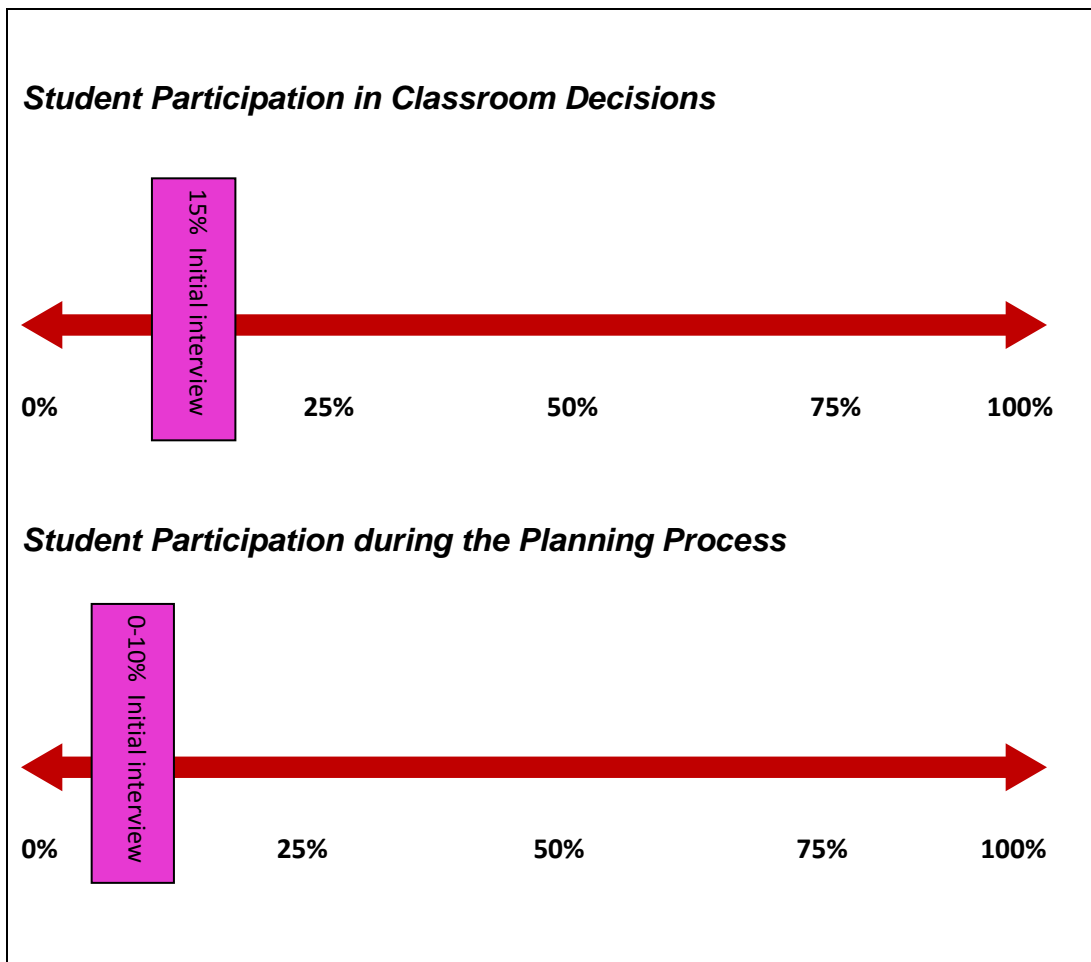 Student Participation in Classroom Decisions
15% Initial interview
0% 25% 50% 75% 100%
Student Participation during the Planning Process
0-10% Initial interview
0% 25% 50% 75% 100%